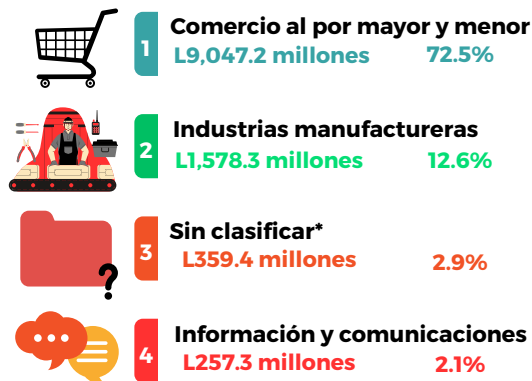 1
Comercio al por mayor y menor
L9,047.2 millones 72.5%
2
Industrias manufactureras
L1,578.3 millones 12.6%
3
Sin clasificar*
L359.4 millones 2.9%
?
4
Información y comunicaciones
L257.3 millones 2.1%